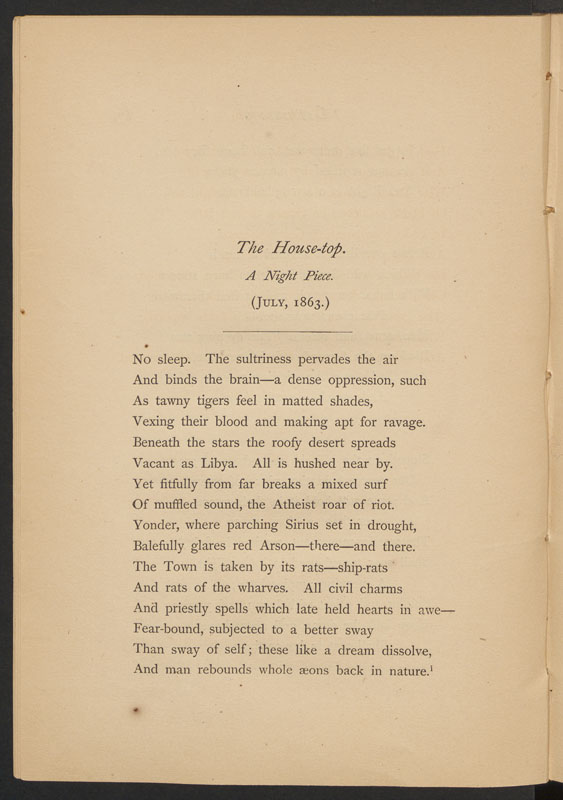 The House-top.
A Night Piece.
(July, 1863.)
No sleep. The sultriness pervades the air
And binds the brain—a dense oppression, such
As tawny tigers feel in matted shades,
Vexing their blood and making apt for ravage.
Beneath the stars the roofy desert spreads
Vacant as Libya. All is hushed near by.
Yet fitfully from far breaks a mixed surf
Of muffled sound, the Atheist roar of riot.
Yonder, where parching Sirius set in drought,
Balefully glares red Arson—there—and there.
The Town is taken by its rats—ship-rats
And rats of the wharves. All civil charms
And priestly spells which late held hearts in awe—
Fear-bound, subjected to a better sway
Than sway of self; these like a dream dissolve,
And man rebounds whole æons back in nature.¹